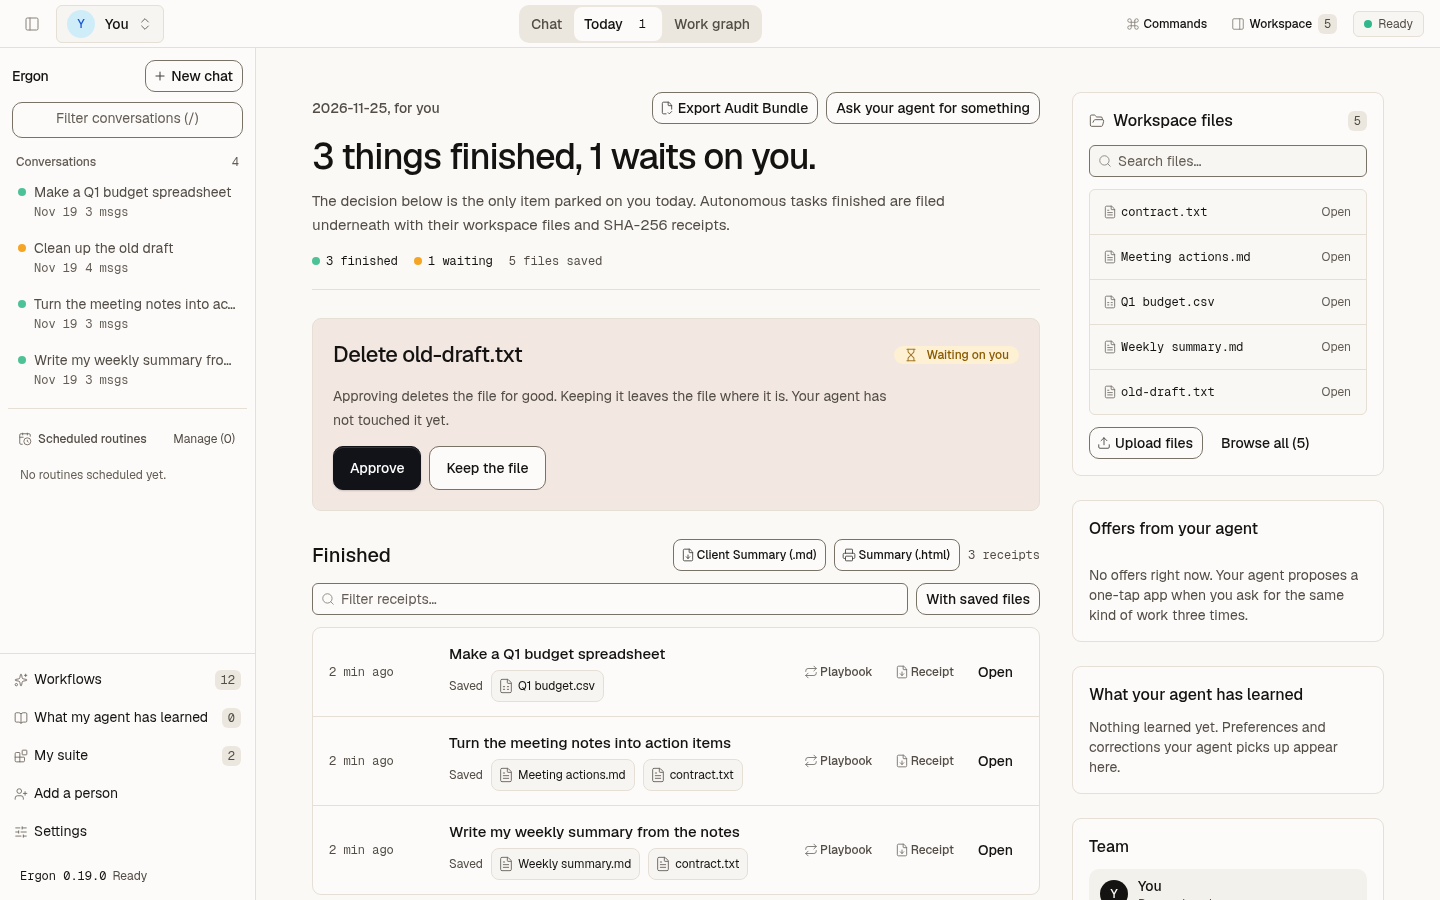 Y You
Chat Today 1 Work graph
Commands Workspace 5 Ready
Ergon
New chat
Filter conversations (/)
Conversations 4
Make a Q1 budget spreadsheet
Nov 19 3 msgs
Clean up the old draft
Nov 19 4 msgs
Turn the meeting notes into ac...
Nov 19 3 msgs
Write my weekly summary fro...
Nov 19 3 msgs
Scheduled routines Manage (0)
No routines scheduled yet.
Workflows 12
What my agent has learned 0
My suite 2
Add a person
Settings
Ergon 0.19.0 Ready
2026-11-25, for you
Export Audit Bundle
Ask your agent for something
3 things finished, 1 waits on you.
The decision below is the only item parked on you today. Autonomous tasks finished are filed
underneath with their workspace files and SHA-256 receipts.
3 finished 1 waiting 5 files saved
Delete old-draft.txt
Waiting on you
Approving deletes the file for good. Keeping it leaves the file where it is. Your agent has
not touched it yet.
Approve Keep the file
Finished
Client Summary (.md) Summary (.html) 3 receipts
Filter receipts...
With saved files
2 min ago
Make a Q1 budget spreadsheet
Saved Q1 budget.csv
Playbook Receipt Open
2 min ago
Turn the meeting notes into action items
Saved Meeting actions.md contract.txt
Playbook Receipt Open
2 min ago
Write my weekly summary from the notes
Saved Weekly summary.md contract.txt
Playbook Receipt Open
Workspace files 5
Search files...
contract.txt Open
Meeting actions.md Open
Q1 budget.csv Open
Weekly summary.md Open
old-draft.txt Open
Upload files Browse all (5)
Offers from your agent
No offers right now. Your agent proposes a
one-tap app when you ask for the same
kind of work three times.
What your agent has learned
Nothing learned yet. Preferences and
corrections your agent picks up appear
here.
Team
Y You